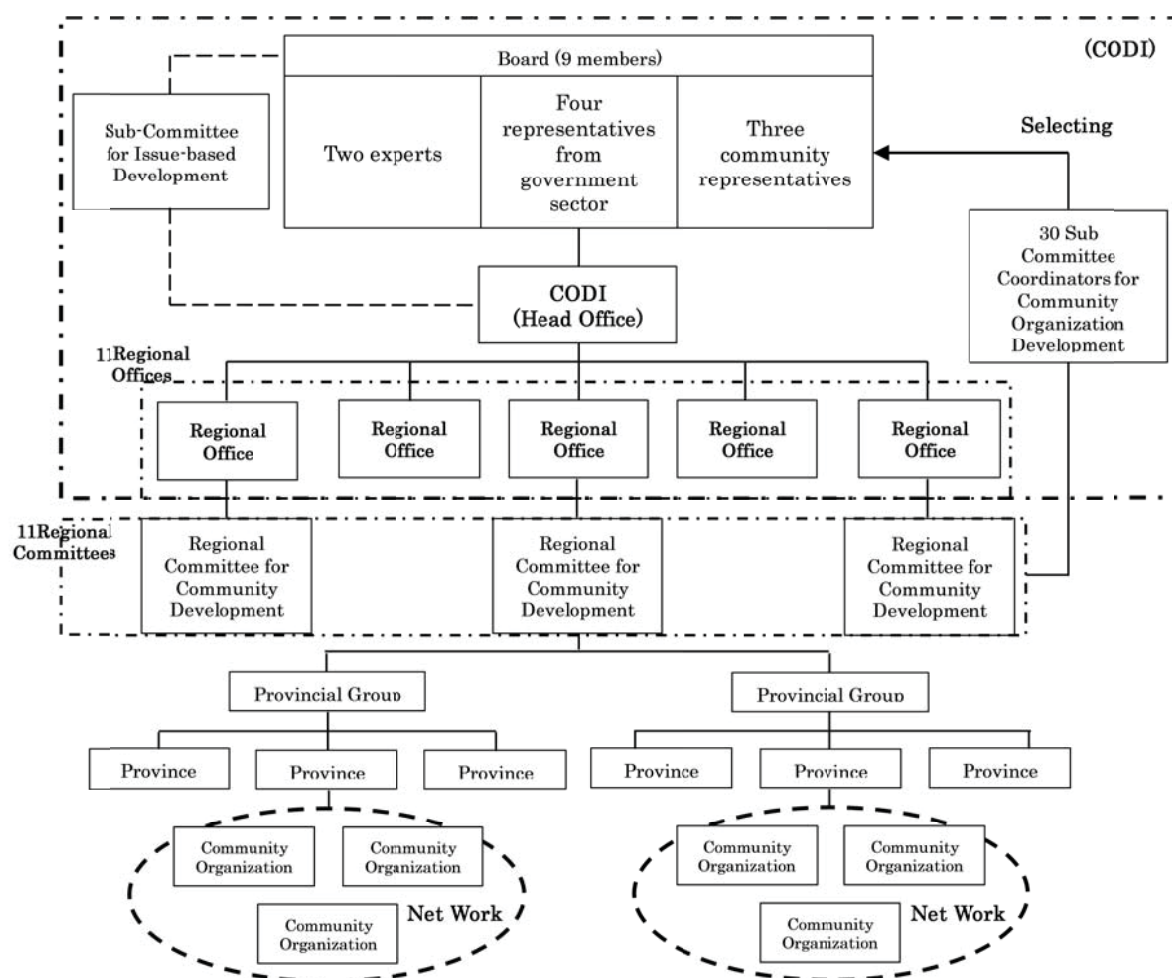 (CODI)
Board (9 members)
Sub-Committee
for Issue-based
Development
Two experts
Four
representatives
from
government
sector
Three
community
representatives
Selecting
30 Sub
Committee
Coordinators for
Community
Organization
Development
CODI
(Head Office)
11Regional
Offices
Regional
Office
Regional
Office
Regional
Office
Regional
Office
Regional
Office
11Regional
Committees
Regional
Committee for
Community
Development
Regional
Committee for
Community
Development
Regional
Committee for
Community
Development
Provincial Group
Provincial Group
Province
Province
Province
Province
Province
Province
Community
Organization
Community
Organization
Community
Organization
Net Work
Community
Organization
Community
Organization
Community
Organization
Net Work